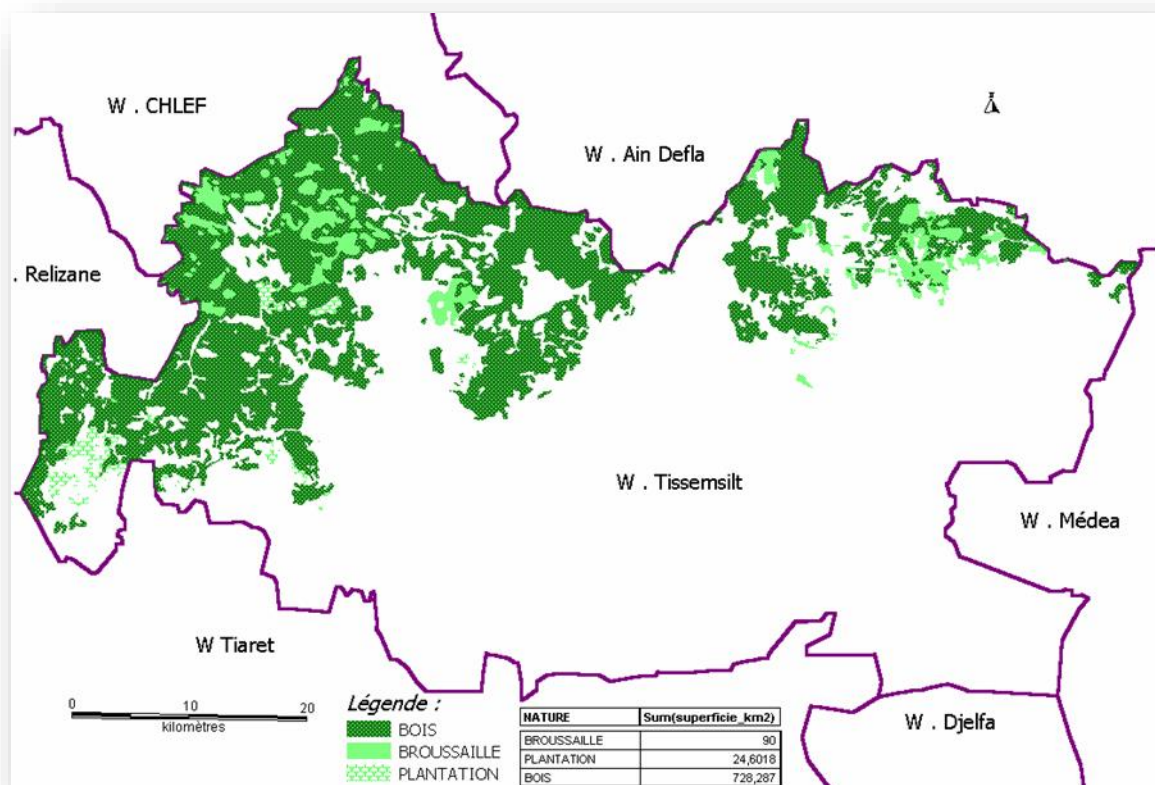 W . CHLEF
W . Ain Defla
. Relizane
W . Tissemsilt
W . Médea
W Tiaret
W . Djelfa
0 10 20
kilomètres
Légende :
BOIS
BROUSSAILLE
PLANTATION
NATURE Sum(superficie_km2)
BROUSSAILLE 90
PLANTATION 24,6018
BOIS 728,287